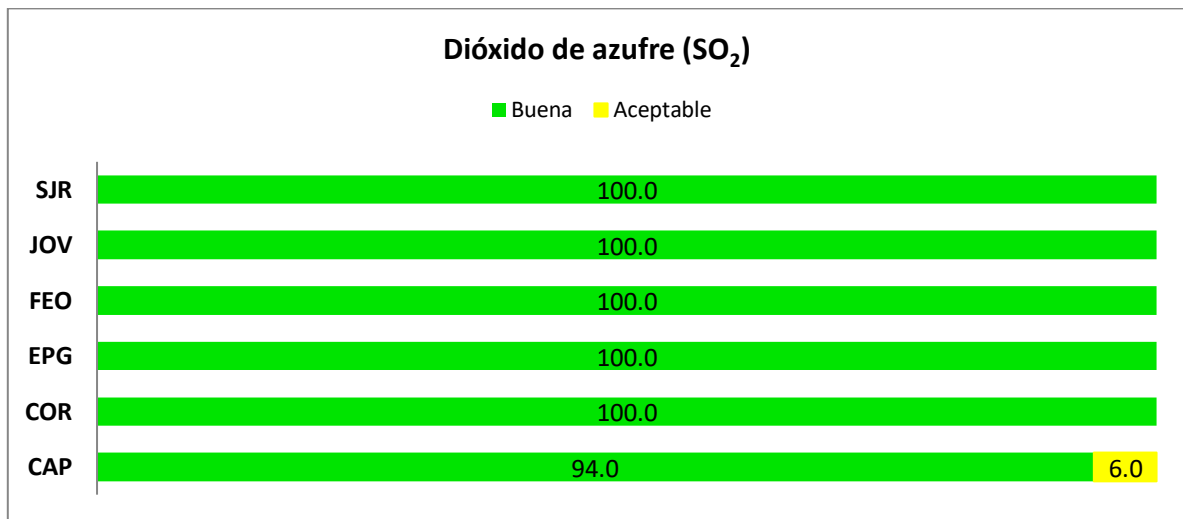 Dióxido de azufre (SO₂)
Buena Aceptable
SJR 100.0
JOV 100.0
FEO 100.0
EPG 100.0
COR 100.0
CAP 94.0 6.0